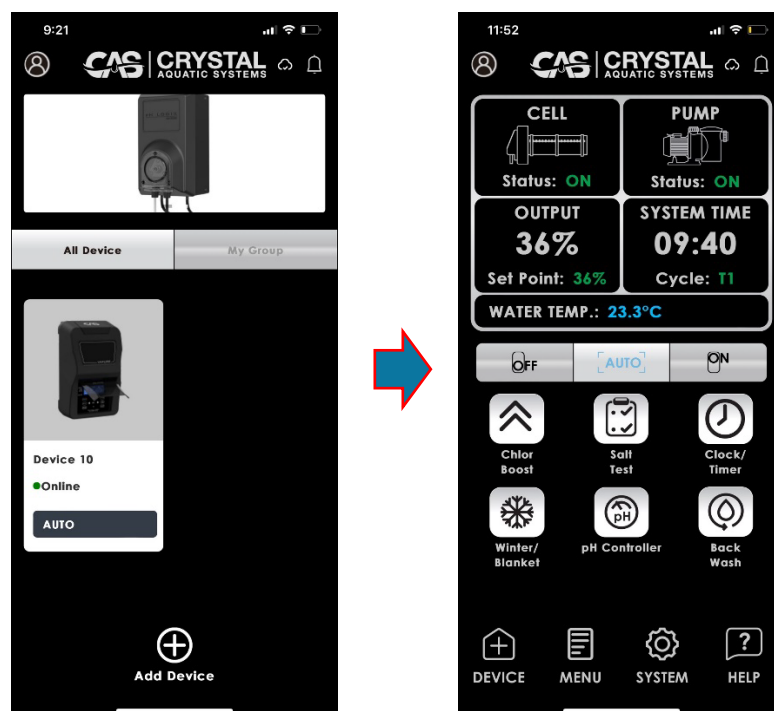 9:21
CAS CRYSTAL
AQUATIC SYSTEMS
All Device My Group
CAS
Device 10
Online
AUTO
Add Device
11:52
CAS CRYSTAL
AQUATIC SYSTEMS
CELL PUMP
Status: ON Status: ON
OUTPUT SYSTEM TIME
36% 09:40
Set Point: 36% Cycle: T1
WATER TEMP.: 23.3°C
OFF AUTO ON
Chlor Salt Clock/
Boost Test Timer
pH
Winter/ pH Controller Back
Blanket Wash
DEVICE MENU SYSTEM HELP